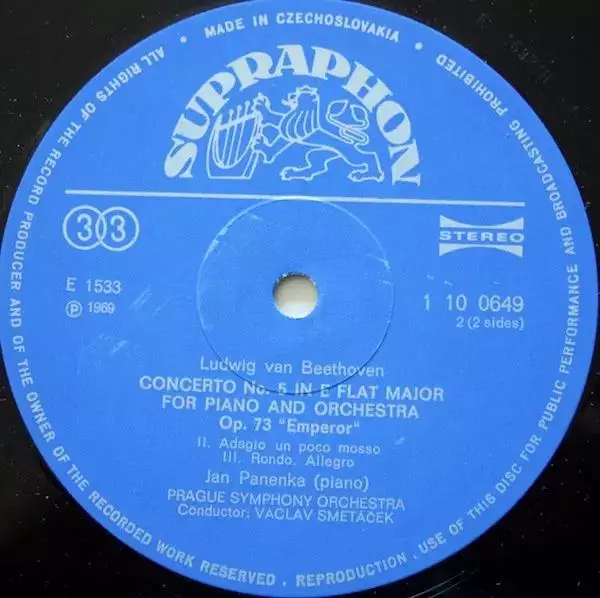 ALL RIGHTS OF THE RECORD PRODUCER AND OF THE OWNER OF THE RECORDED WORK RESERVED • REPRODUCTION, USE OF THIS DISC FOR PUBLIC PERFORMANCE AND BROADCASTING PROHIBITED • MADE IN CZECHOSLOVAKIA •
SUPRAPHON
33
STEREO
E 1533
℗ 1969
1 10 0649
2 (2 sides)
Ludwig van Beethoven
CONCERTO No. 5 IN E FLAT MAJOR
FOR PIANO AND ORCHESTRA
Op. 73 "Emperor"
II. Adagio un poco mosso
III. Rondo. Allegro
Jan Panenka (piano)
PRAGUE SYMPHONY ORCHESTRA
Conductor: VÁCLAV SMETÁČEK